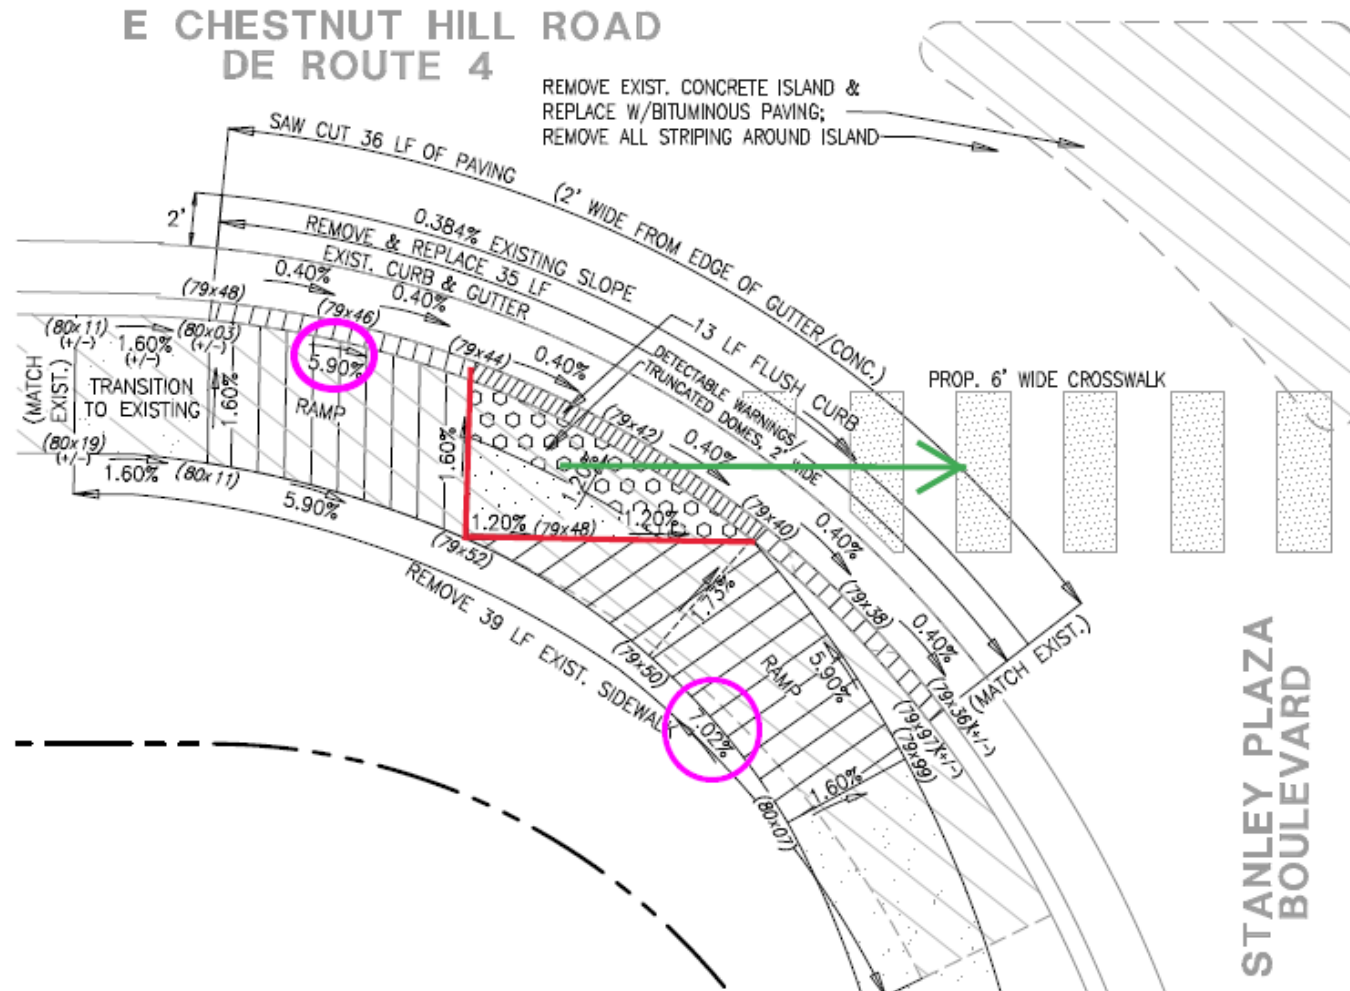 E CHESTNUT HILL ROAD
DE ROUTE 4
REMOVE EXIST. CONCRETE ISLAND &
REPLACE W/BITUMINOUS PAVING;
REMOVE ALL STRIPING AROUND ISLAND
SAW CUT 36 LF OF PAVING (2' WIDE FROM EDGE OF GUTTER/CONC.)
2'
0.384% EXISTING SLOPE
REMOVE & REPLACE 35 LF
EXIST. CURB & GUTTER
0.40%
0.40%
0.40%
0.40%
0.40%
0.40%
(79x48)
(79x46)
(79x44)
(79x42)
(79x40)
(79x38)
(79x36)(+/-)
(MATCH EXIST.)
13 LF FLUSH CURB
DETECTABLE WARNINGS/
TRUNCATED DOMES, 2' WIDE
PROP. 6' WIDE CROSSWALK
(80x11)
(+/-)
1.60%
(+/-)
(80x03)
(+/-)
(MATCH
EXIST.)
TRANSITION
TO EXISTING
1.60%
5.90%
RAMP
(80x19)
(+/-)
1.60%
(80x11)
5.90%
1.60%
1.20%
1.20%
(79x48)
1.20%
(79x52)
REMOVE 39 LF EXIST. SIDEWALK
1.73%
(79x50)
RAMP
5.90%
7.02%
(79x97)(+/-)
(79x99)
1.60%
(80x07)
STANLEY PLAZA
BOULEVARD